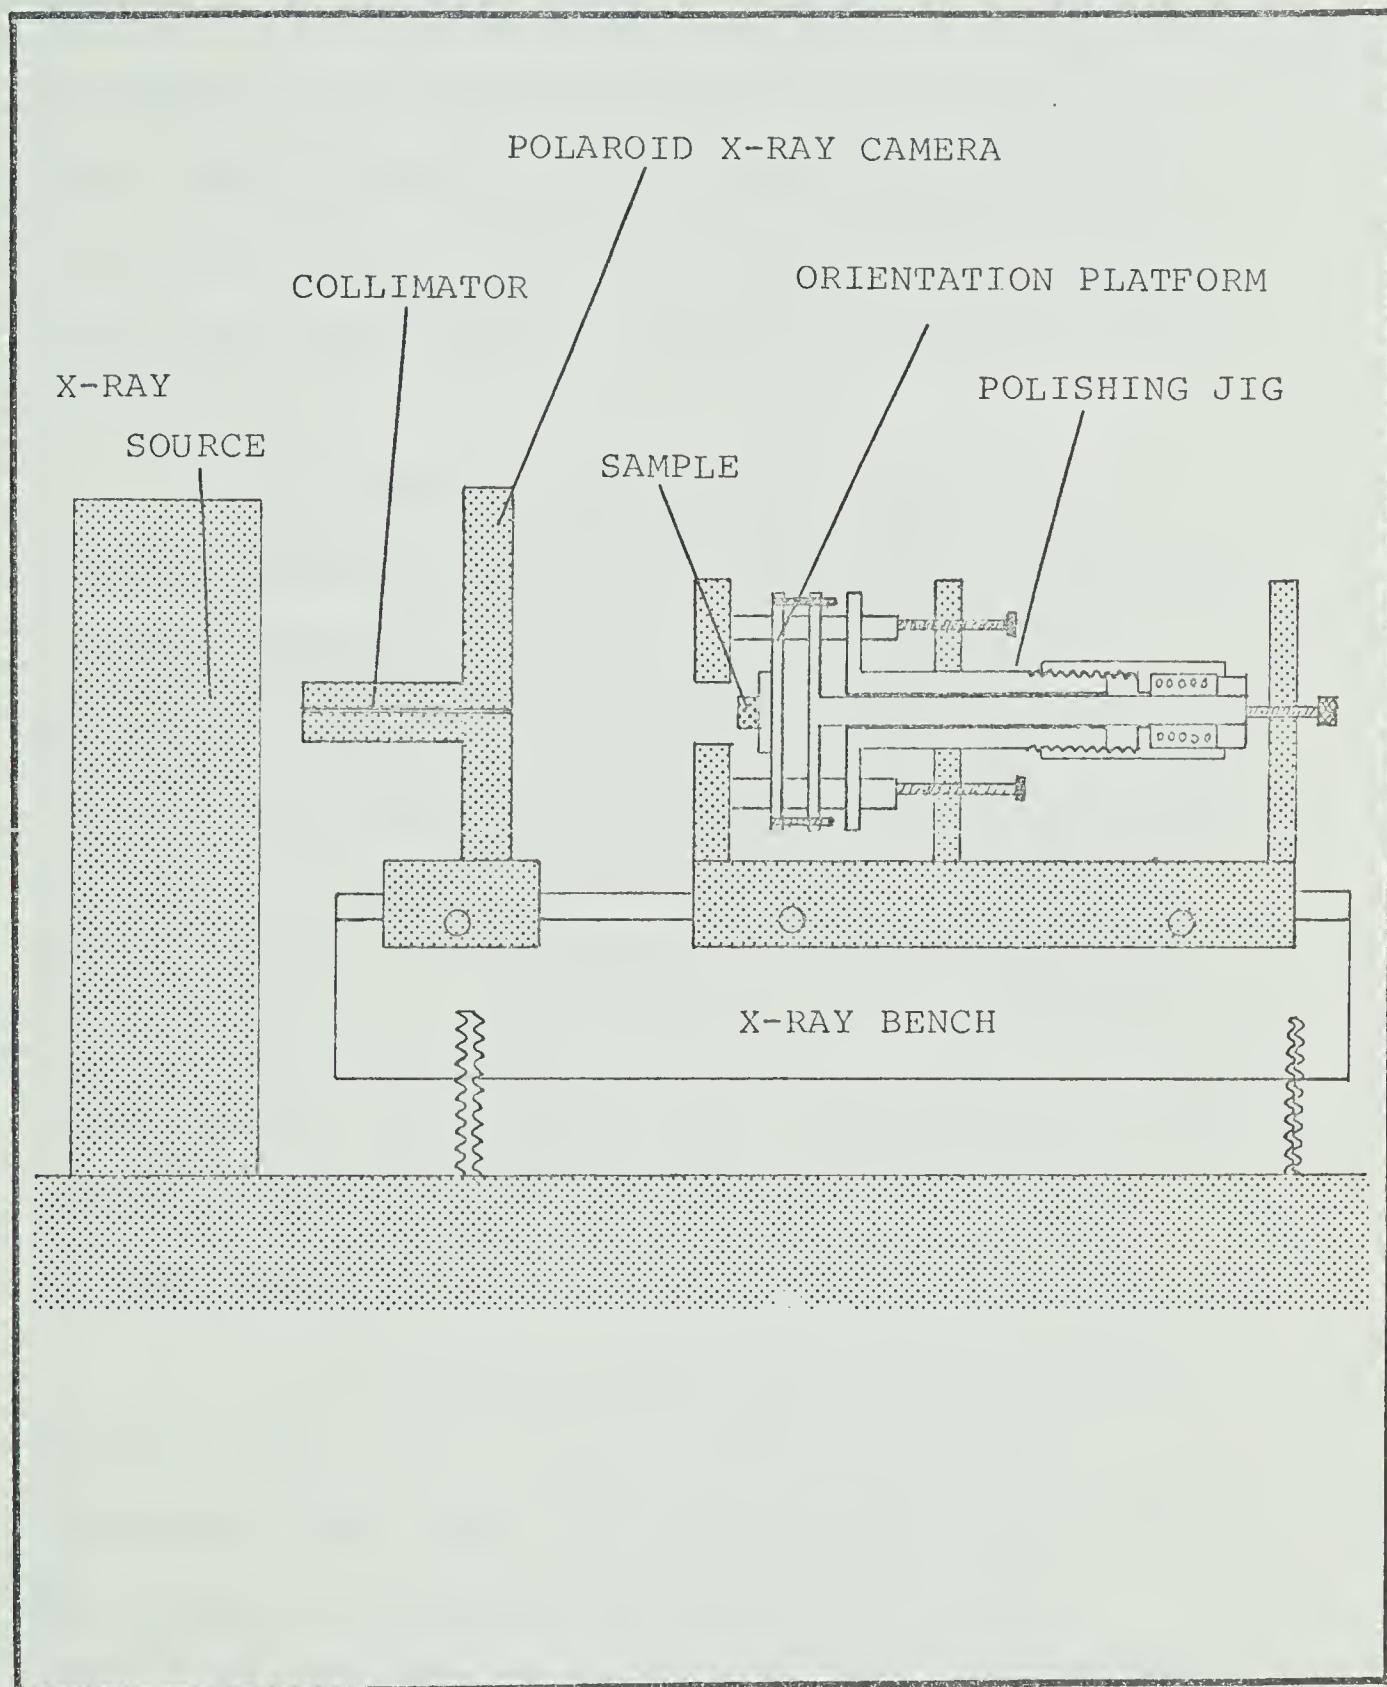 POLAROID X-RAY CAMERA
COLLIMATOR
ORIENTATION PLATFORM
X-RAY
SOURCE
POLISHING JIG
SAMPLE
X-RAY BENCH